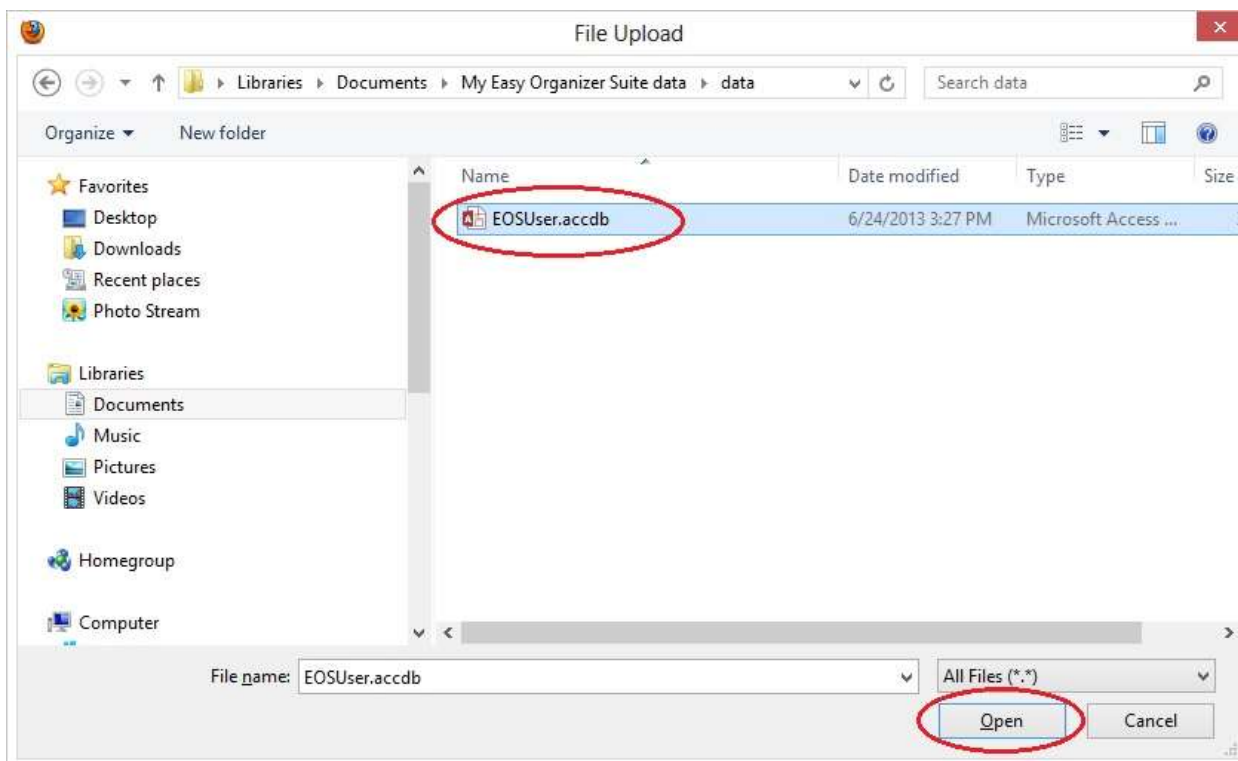 File Upload
Libraries Documents My Easy Organizer Suite data data Search data
Organize New folder
Name Date modified Type Size
EOSUser.accdb 6/24/2013 3:27 PM Microsoft Access ...
Favorites
Desktop
Downloads
Recent places
Photo Stream
Libraries
Documents
Music
Pictures
Videos
Homegroup
Computer
File name: EOSUser.accdb All Files (*.*)
Open Cancel